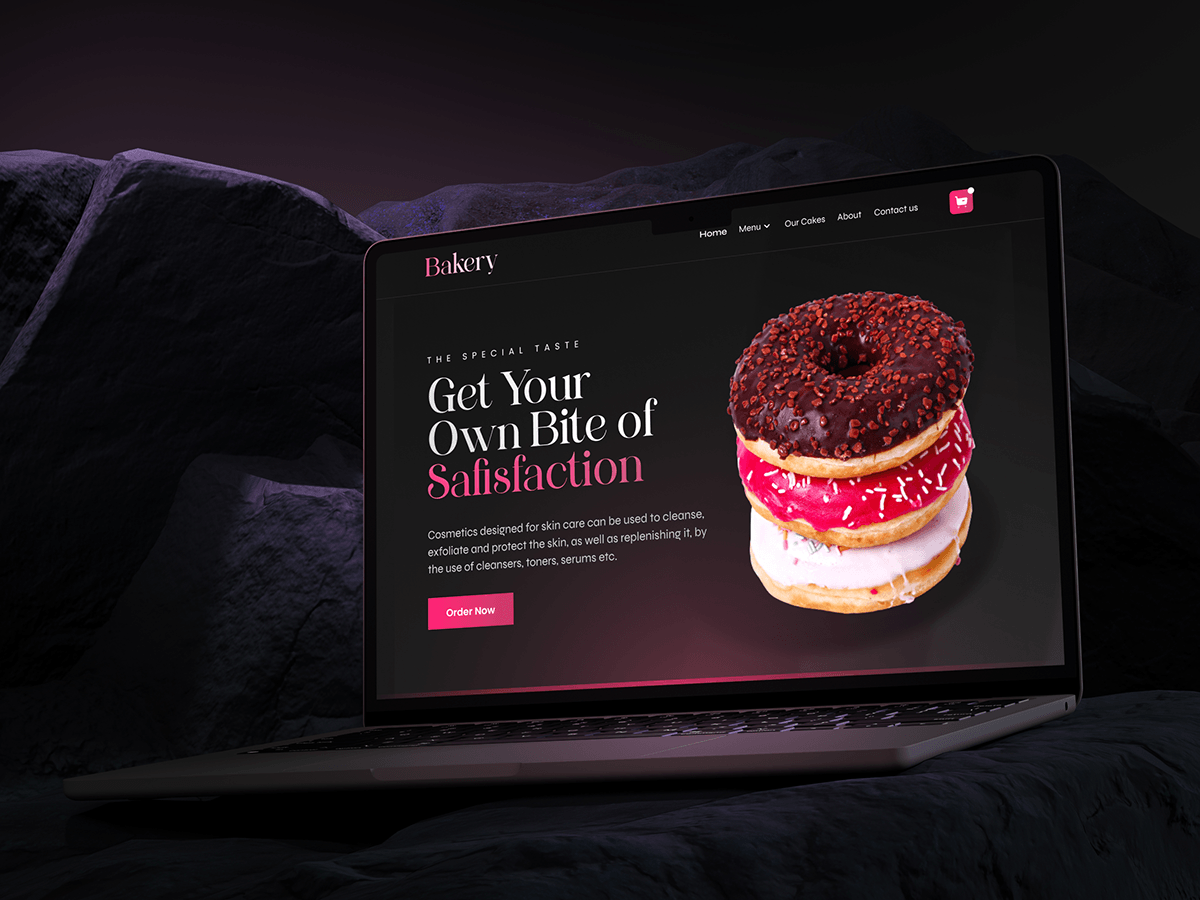 Bakery
Home Menu Our Cakes About Contact us
THE SPECIAL TASTE
Get Your
Own Bite of
Safisfaction
Cosmetics designed for skin care can be used to cleanse,
exfoliate and protect the skin, as well as replenishing it, by
the use of cleansers, toners, serums etc.
Order Now